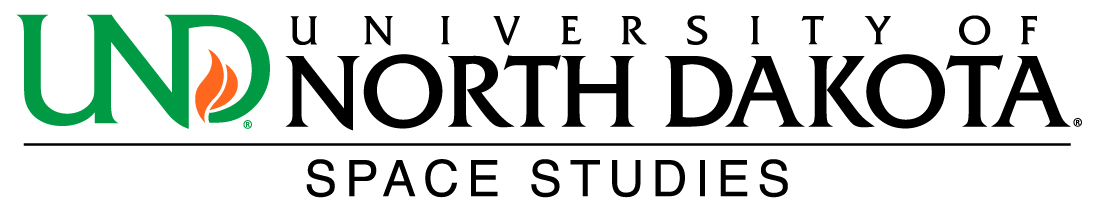 UND® UNIVERSITY OF
NORTH DAKOTA®
SPACE STUDIES